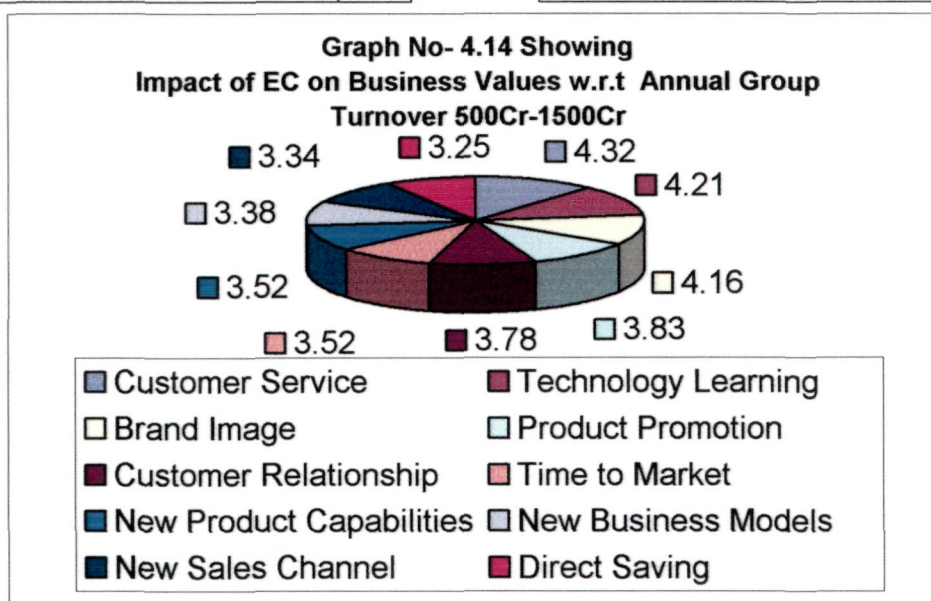 Graph No- 4.14 Showing
Impact of EC on Business Values w.r.t Annual Group
Turnover 500Cr-1500Cr
3.34
3.25
4.32
4.21
3.38
4.16
3.52
3.83
3.52
3.78
Customer Service
Technology Learning
Brand Image
Product Promotion
Customer Relationship
Time to Market
New Product Capabilities
New Business Models
New Sales Channel
Direct Saving